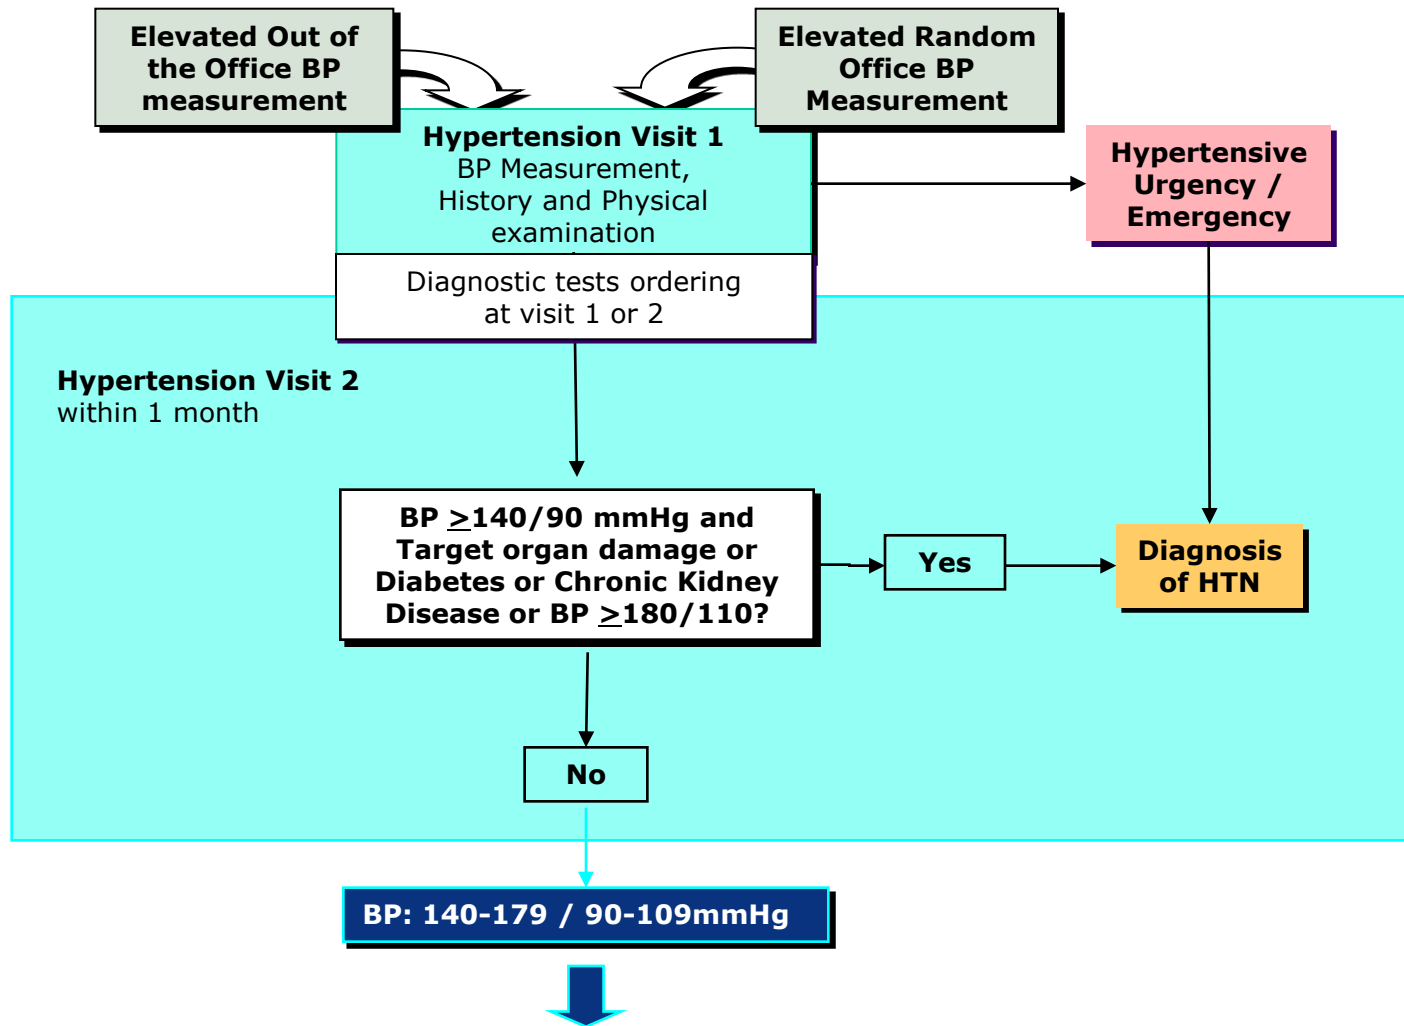 Elevated Out of
the Office BP
measurement
Elevated Random
Office BP
Measurement
Hypertension Visit 1
BP Measurement,
History and Physical
examination
Hypertensive
Urgency /
Emergency
Diagnostic tests ordering
at visit 1 or 2
Hypertension Visit 2
within 1 month
BP >140/90 mmHg and
Target organ damage or
Diabetes or Chronic Kidney
Disease or BP >180/110?
Yes
Diagnosis
of HTN
No
BP: 140-179 / 90-109mmHg